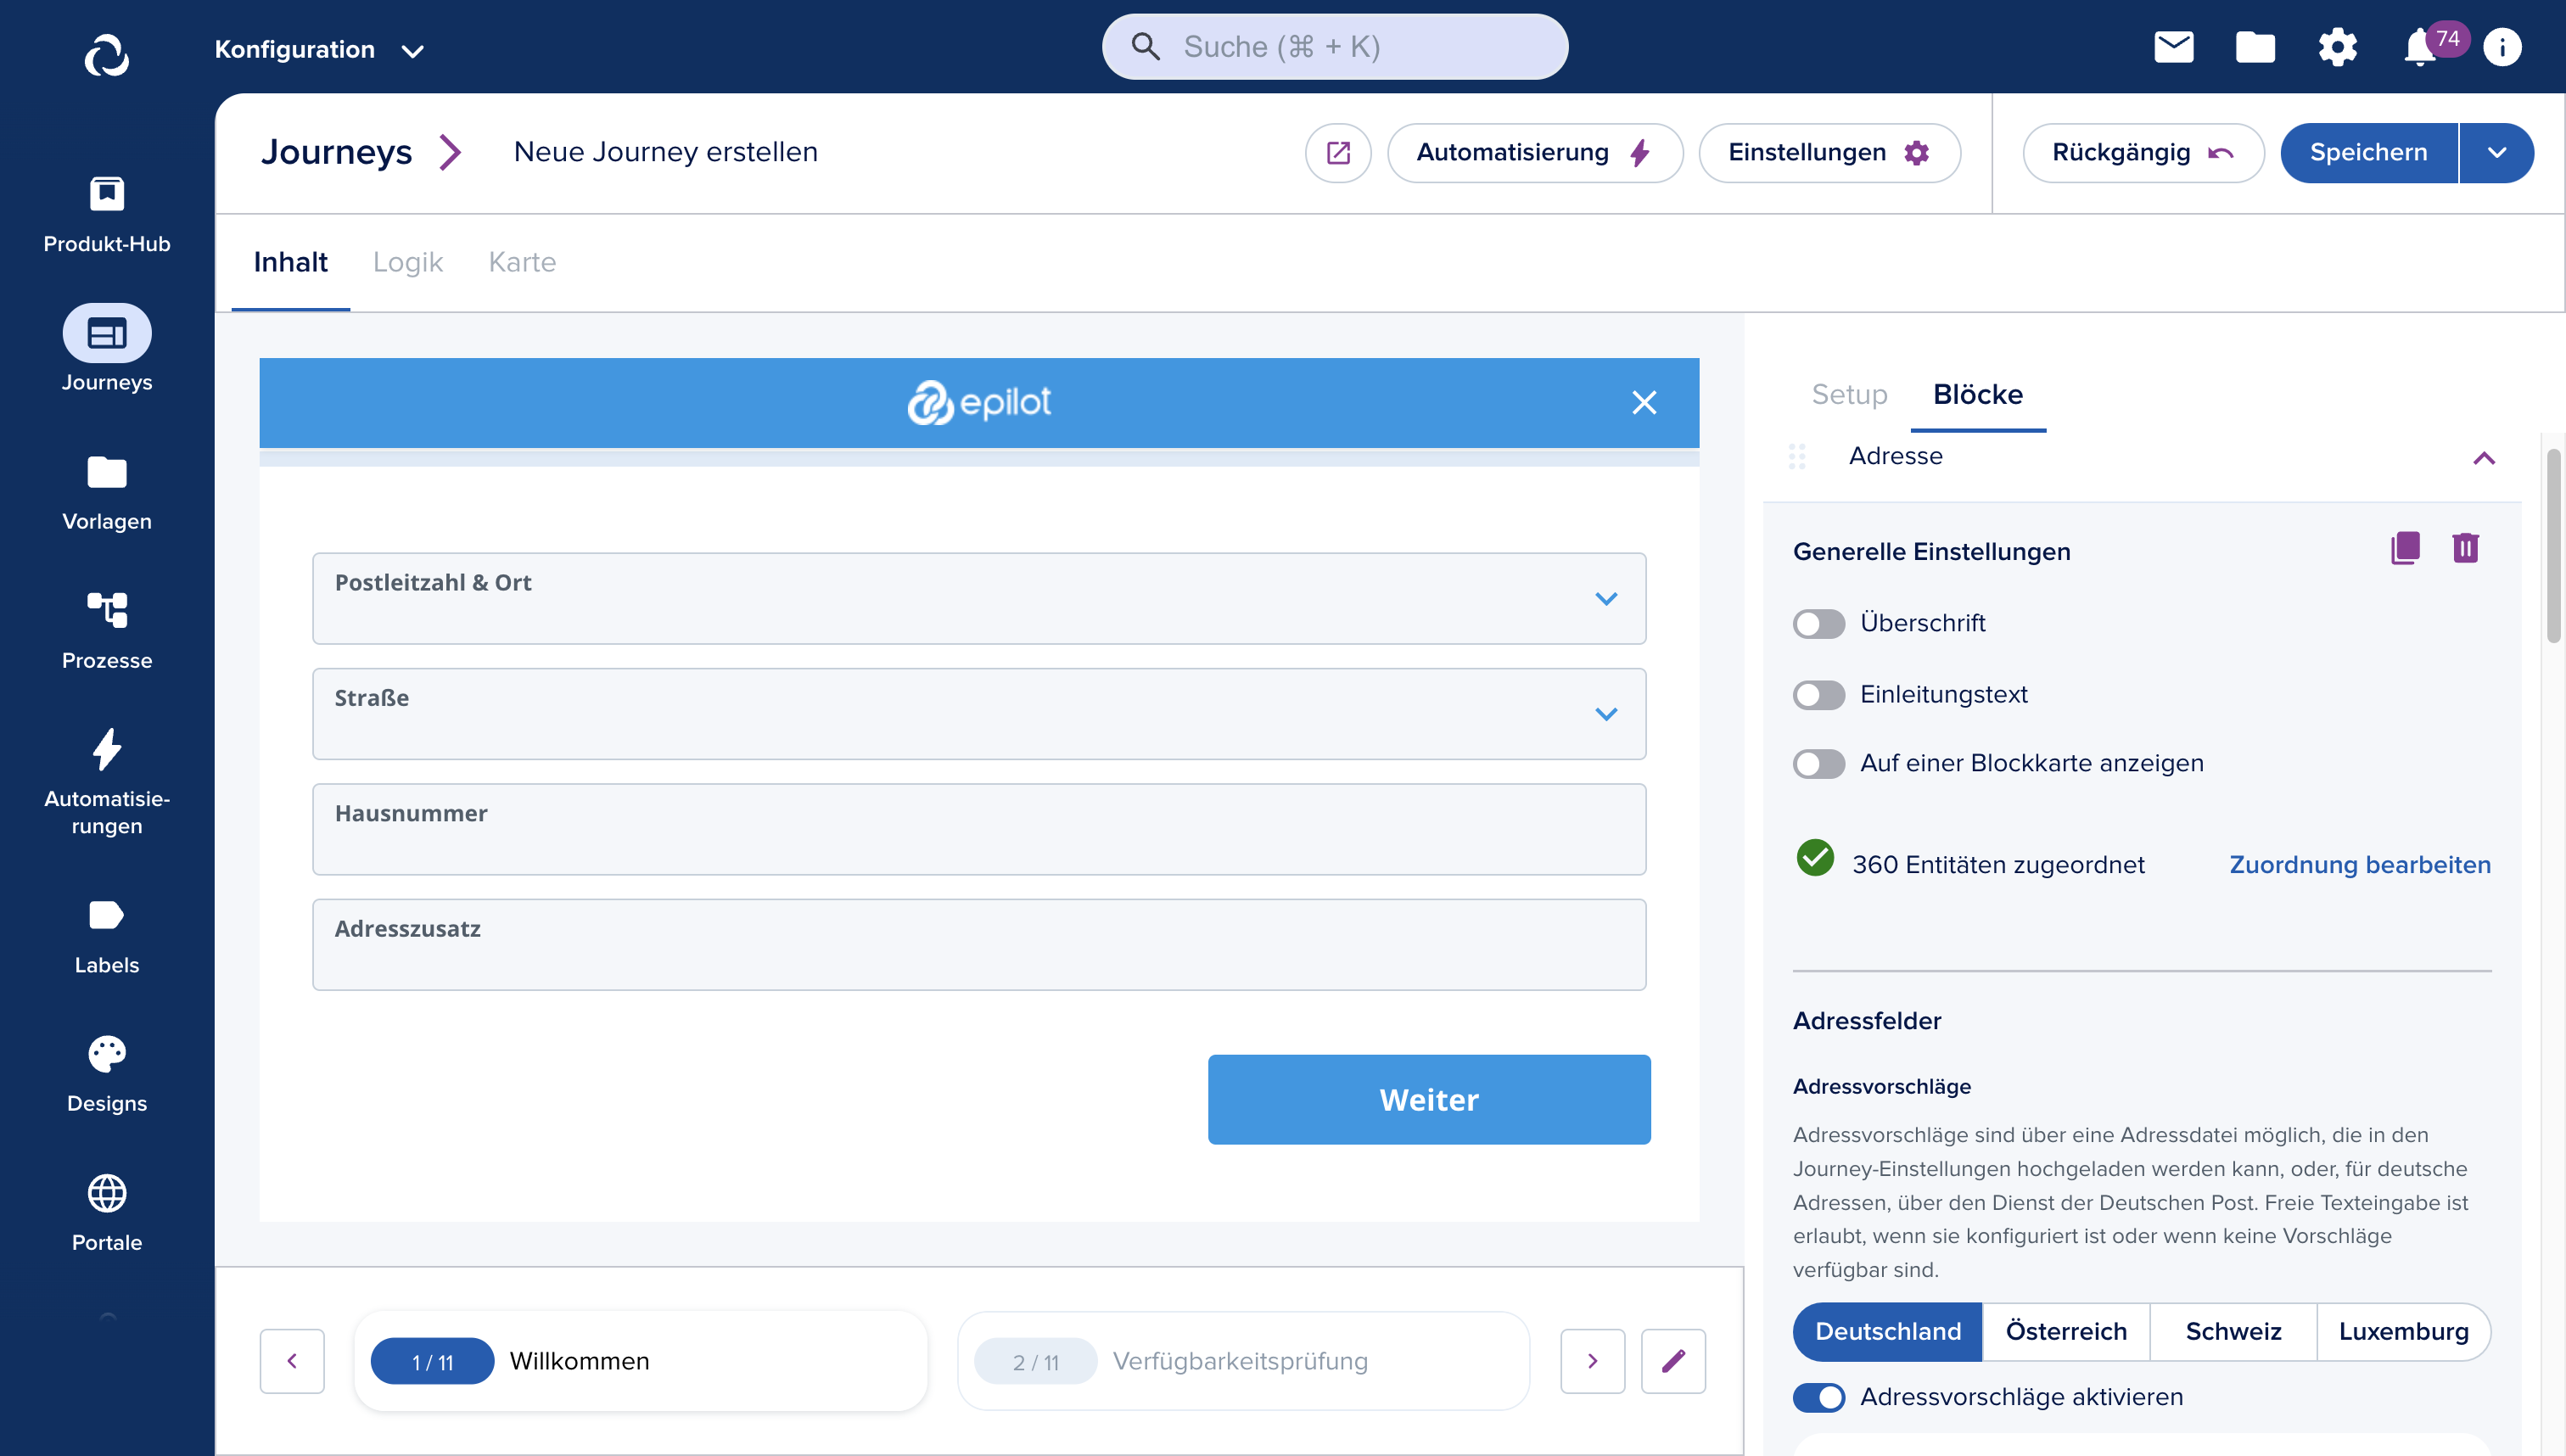 Konfiguration
Suche (⌘ + K)
74
Produkt-Hub
Journeys
Vorlagen
Prozesse
Automatisie-
rungen
Labels
Designs
Portale
Journeys
Neue Journey erstellen
Automatisierung
Einstellungen
Rückgängig
Speichern
Inhalt
Logik
Karte
epilot
Postleitzahl & Ort
Straße
Hausnummer
Adresszusatz
Weiter
1 / 11
Willkommen
2 / 11
Verfügbarkeitsprüfung
Setup
Blöcke
Adresse
Generelle Einstellungen
Überschrift
Einleitungstext
Auf einer Blockkarte anzeigen
360 Entitäten zugeordnet
Zuordnung bearbeiten
Adressfelder
Adressvorschläge
Adressvorschläge sind über eine Adressdatei möglich, die in den
Journey-Einstellungen hochgeladen werden kann, oder, für deutsche
Adressen, über den Dienst der Deutschen Post. Freie Texteingabe ist
erlaubt, wenn sie konfiguriert ist oder wenn keine Vorschläge
verfügbar sind.
Deutschland
Österreich
Schweiz
Luxemburg
Adressvorschläge aktivieren